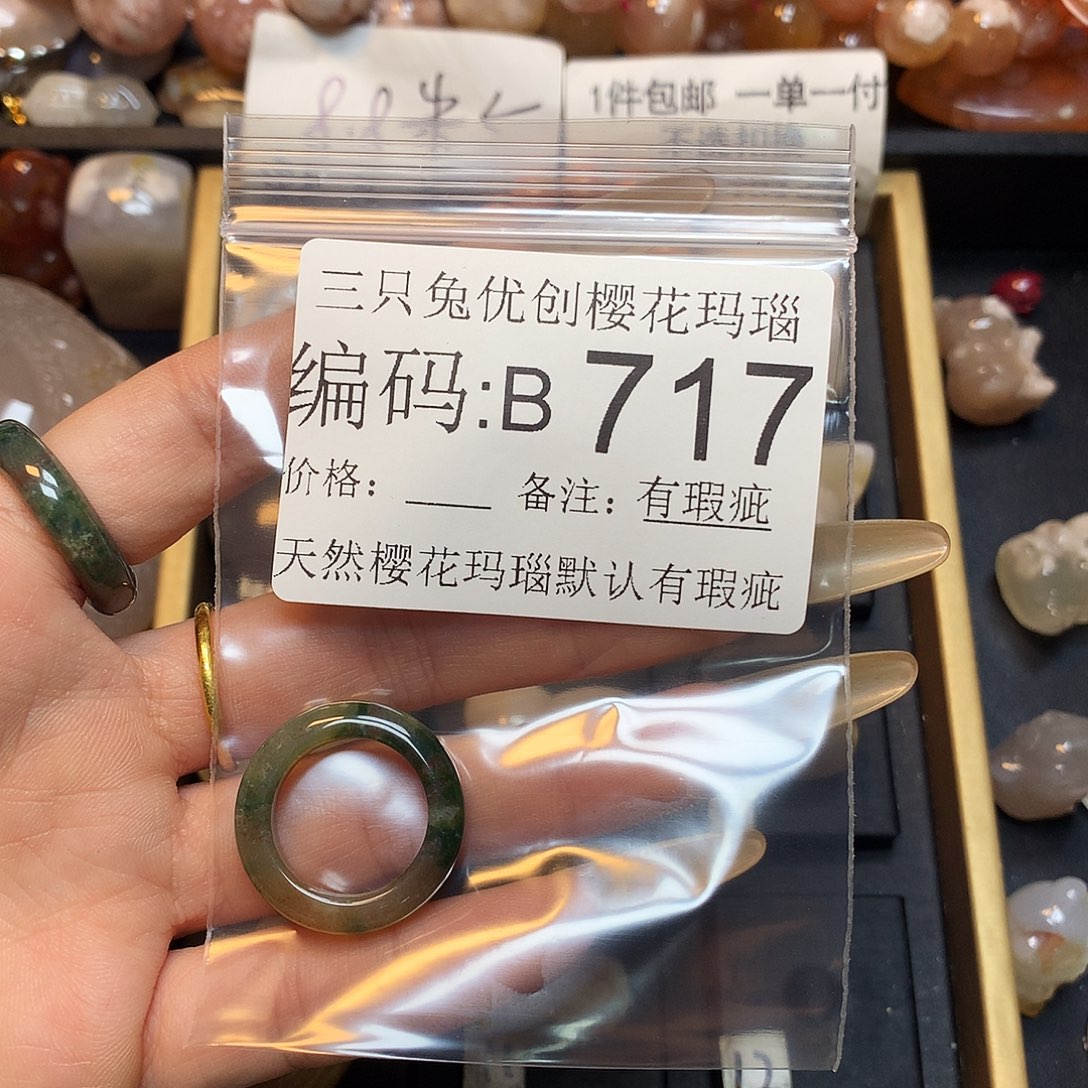 1件包邮 一单一付
三只兔优创樱花玛瑙
编码:B 717
价格：____ 备注：有瑕疵
天然樱花玛瑙默认有瑕疵
12